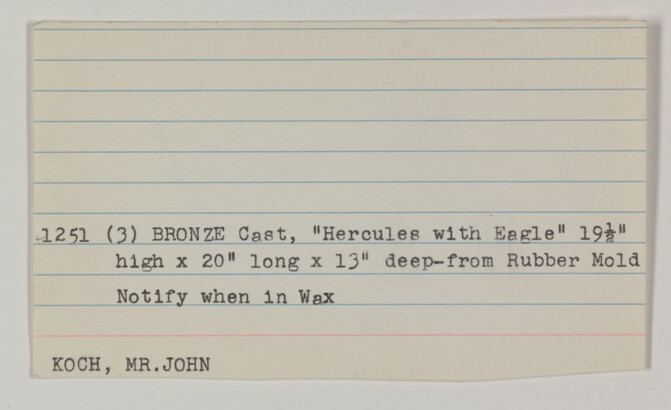 1251 (3) BRONZE Cast, "Hercules with Eagle" 19½"
high x 20" long x 13" deep-from Rubber Mold
Notify when in Wax
KOCH, MR.JOHN